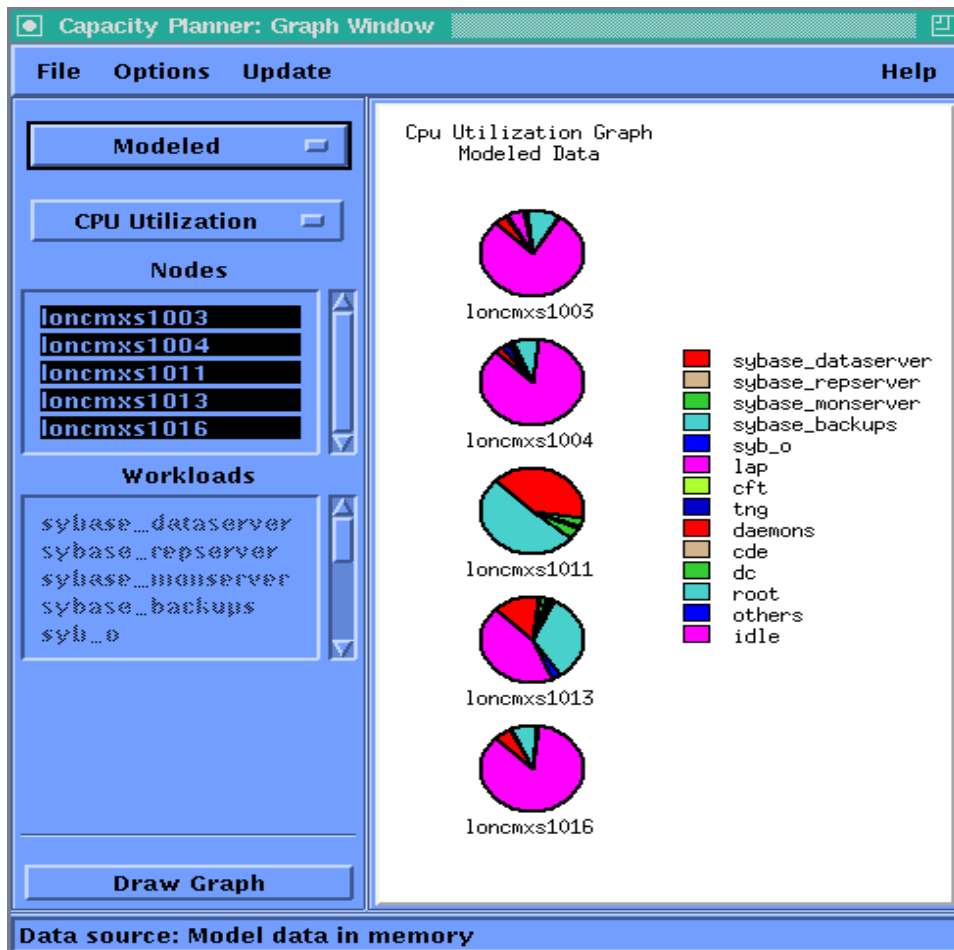 Capacity Planner: Graph Window
File Options Update Help
Modeled
CPU Utilization
Nodes
loncmxs1003
loncmxs1004
loncmxs1011
loncmxs1013
loncmxs1016
Workloads
sybase_dataserver
sybase_repserver
sybase_monserver
sybase_backups
syb_o
Draw Graph
Cpu Utilization Graph
Modeled Data
loncmxs1003
loncmxs1004
loncmxs1011
loncmxs1013
loncmxs1016
sybase_dataserver
sybase_repserver
sybase_monserver
sybase_backups
syb_o
lap
cft
tng
daemons
cde
dc
root
others
idle
Data source: Model data in memory